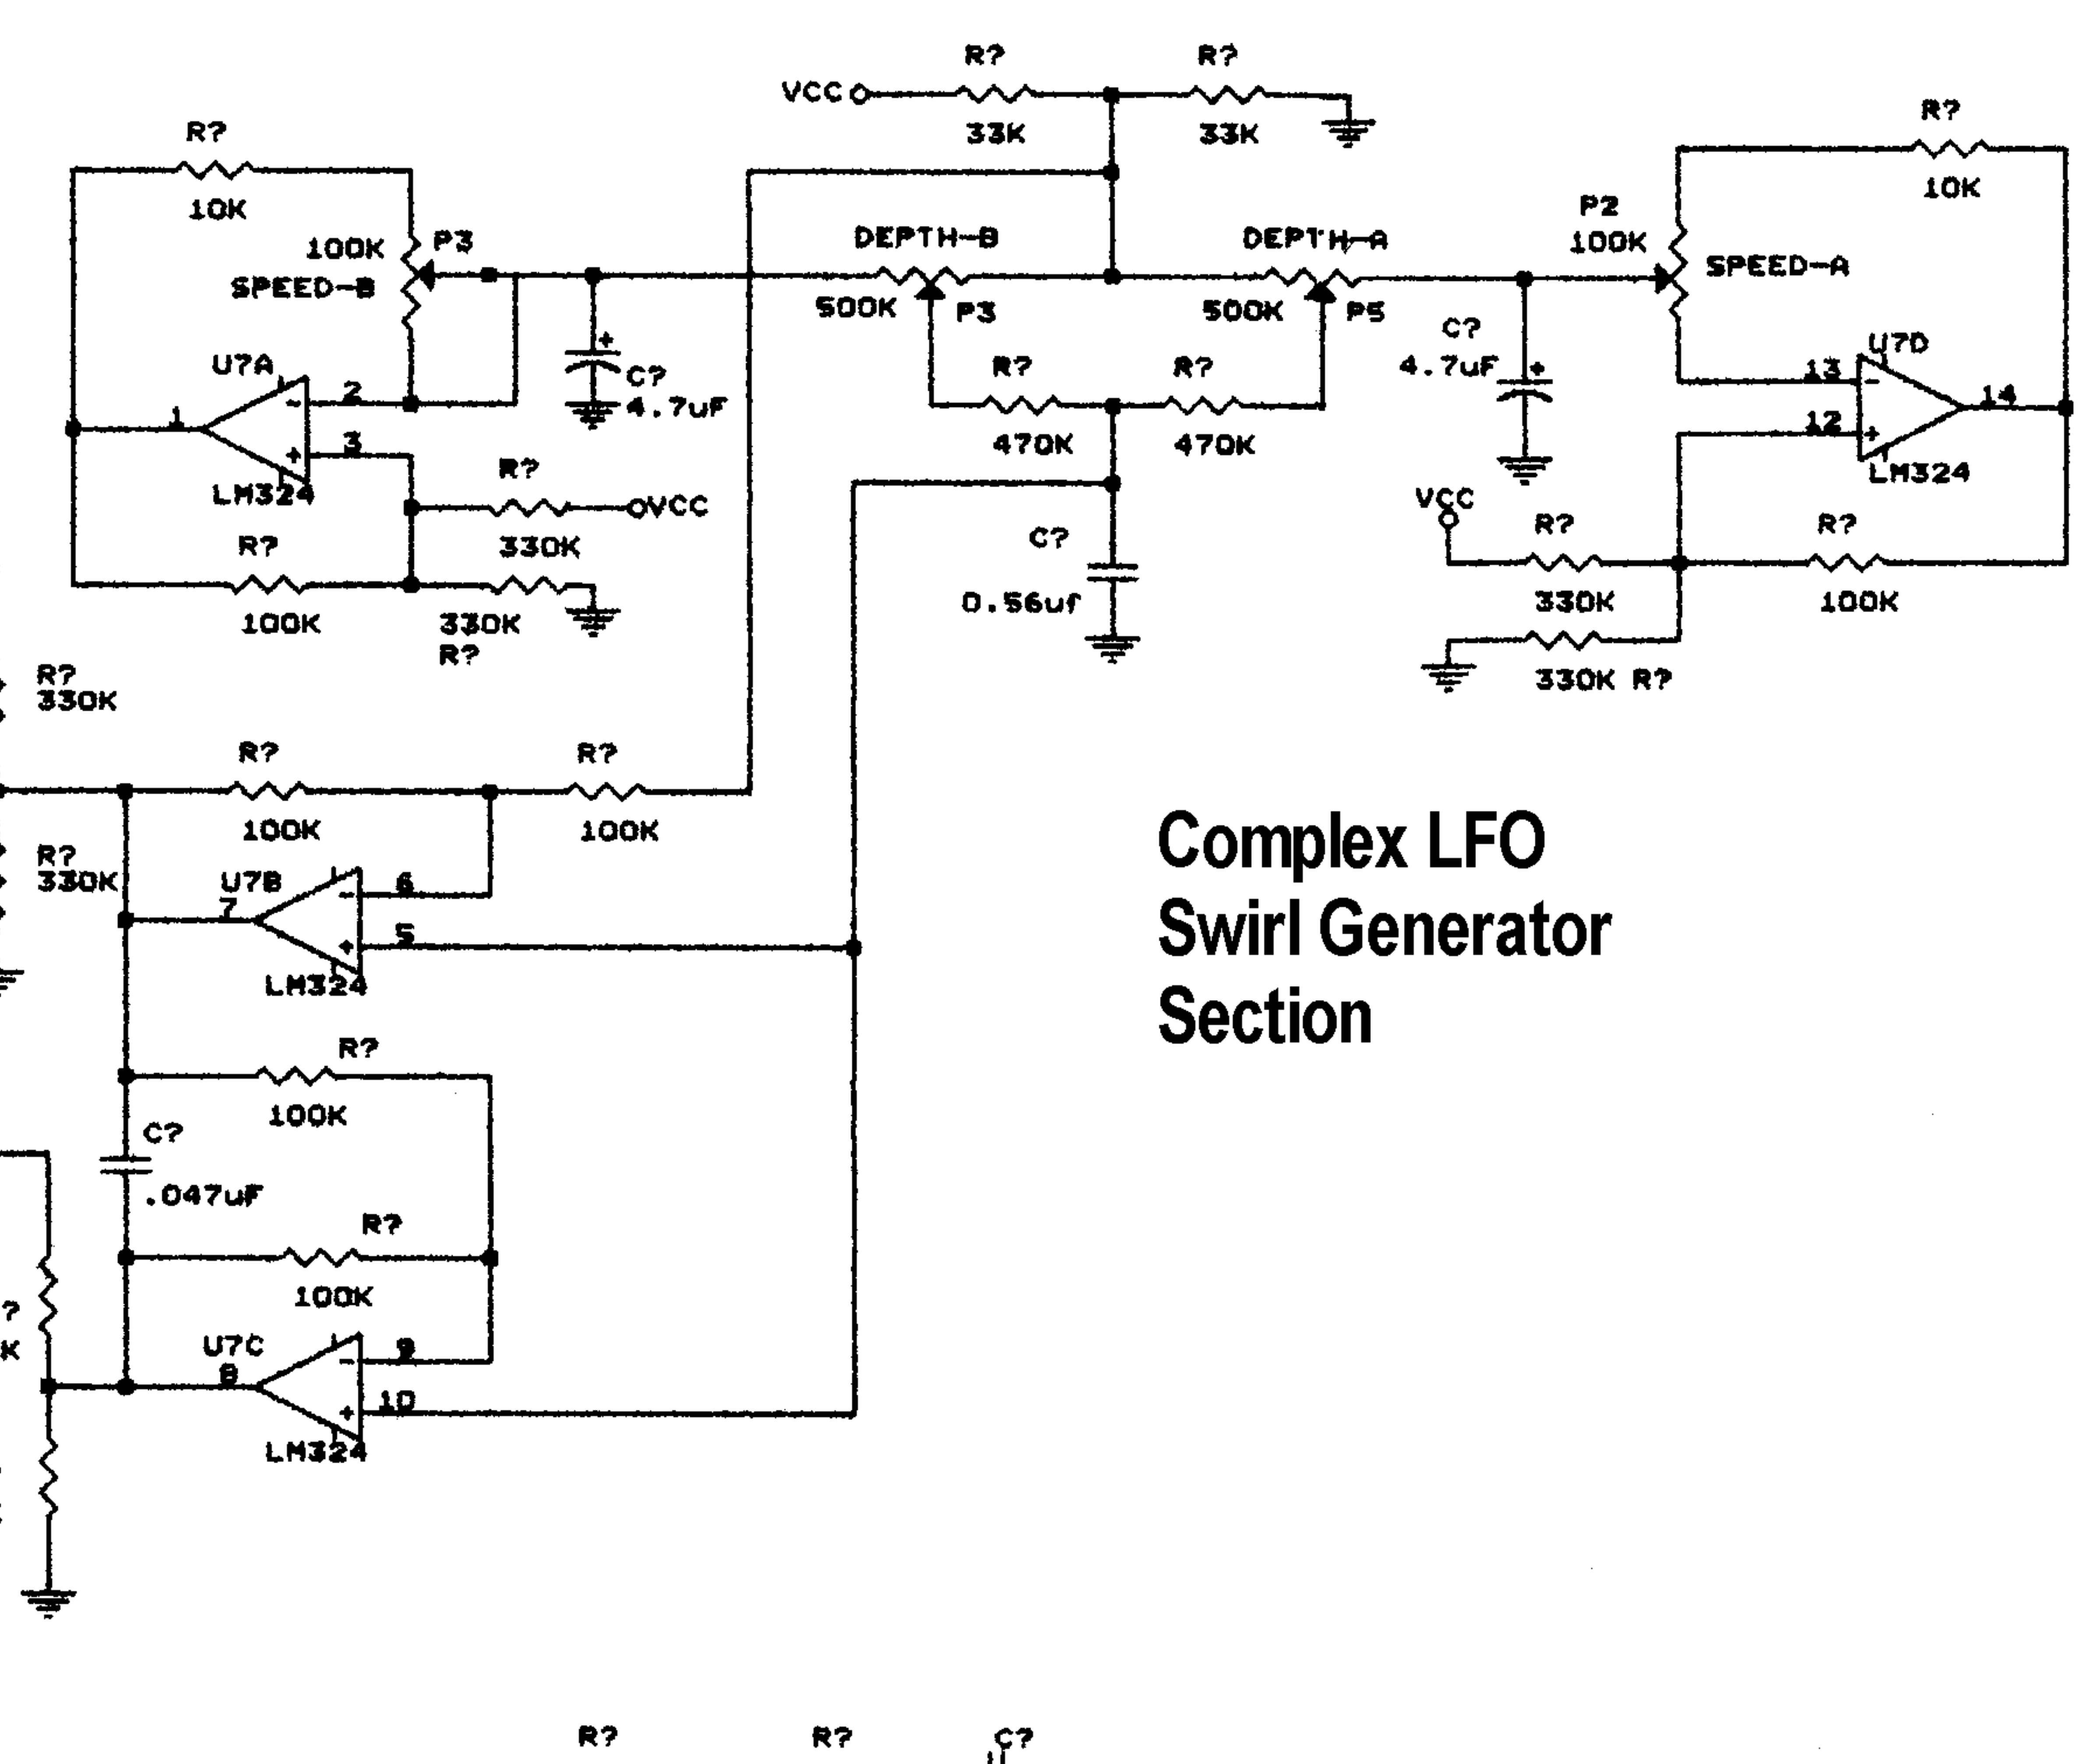 R?
R?
VCC
33K
33K
R?
10K
100K
P3
SPEED-B
U7A
2
1
3
LM324
C?
4.7uF
R?
VCC
330K
R?
100K
330K
R?
DEPTH-B
DEPTH-A
500K
P3
500K
P5
R?
R?
470K
470K
C?
0.56uf
R?
10K
P2
100K
SPEED-A
C?
4.7uF
U7D
13
14
12
LM324
VCC
R?
R?
330K
100K
330K R?
R?
330K
R?
R?
100K
100K
R?
330K
U7B
6
7
5
LM324
R?
100K
C?
.047uF
R?
100K
?
K
U7C
9
8
10
LM324
Complex LFO
Swirl Generator
Section
R?
R?
C?